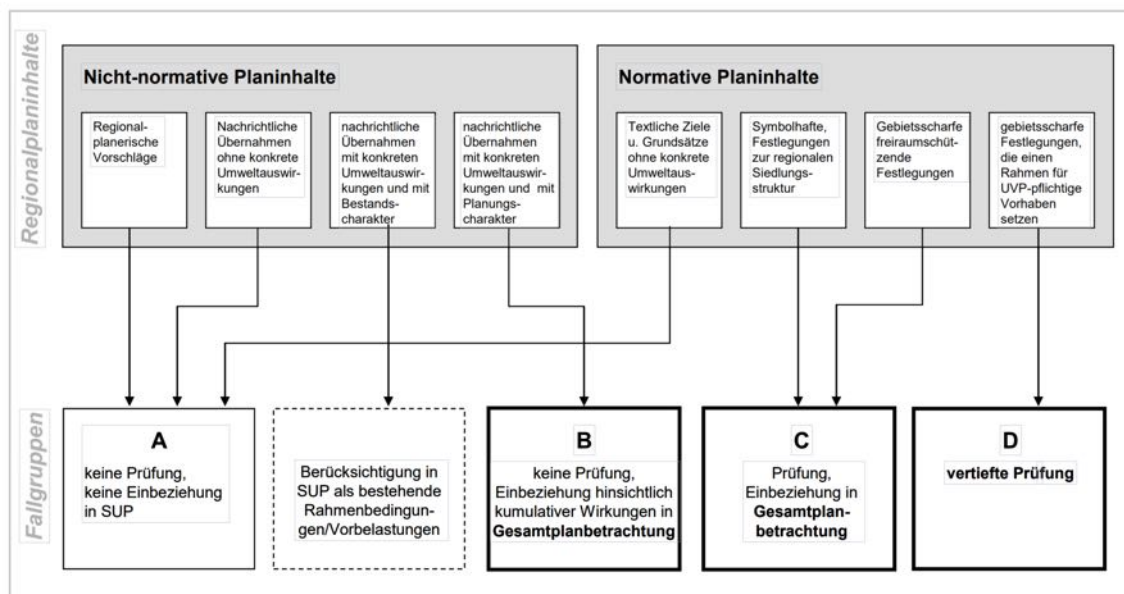 Regionalplaninhalte
Nicht-normative Planinhalte
Regional-
planerische
Vorschläge
Nachrichtliche
Übernahmen
ohne konkrete
Umweltauswir-
kungen
nachrichtliche
Übernahmen
mit konkreten
Umweltauswir-
kungen und mit
Bestands-
charakter
nachrichtliche
Übernahmen
mit konkreten
Umweltauswir-
kungen und mit
Planungs-
charakter
Normative Planinhalte
Textliche Ziele
u. Grundsätze
ohne konkrete
Umweltaus-
wirkungen
Symbolhafte,
Festlegungen
zur regionalen
Siedlungs-
struktur
Gebietsscharfe
freiraumschüt-
zende
Festlegungen
gebietsscharfe
Festlegungen,
die einen
Rahmen für
UVP-pflichtige
Vorhaben
setzen
Fallgruppen
A
keine Prüfung,
keine Einbeziehung
in SUP
Berücksichtigung in
SUP als bestehende
Rahmenbedingun-
gen/Vorbelastungen
B
keine Prüfung,
Einbeziehung hinsichtlich
kumulativer Wirkungen in
Gesamtplanbetrachtung
C
Prüfung,
Einbeziehung in
Gesamtplan-
betrachtung
D
vertiefte Prüfung